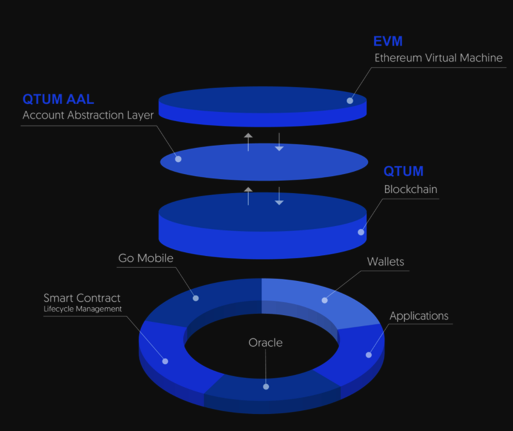 EVM
Ethereum Virtual Machine
QTUM AAL
Account Abstraction Layer
QTUM
Blockchain
Go Mobile
Wallets
Smart Contract
Lifecycle Management
Applications
Oracle